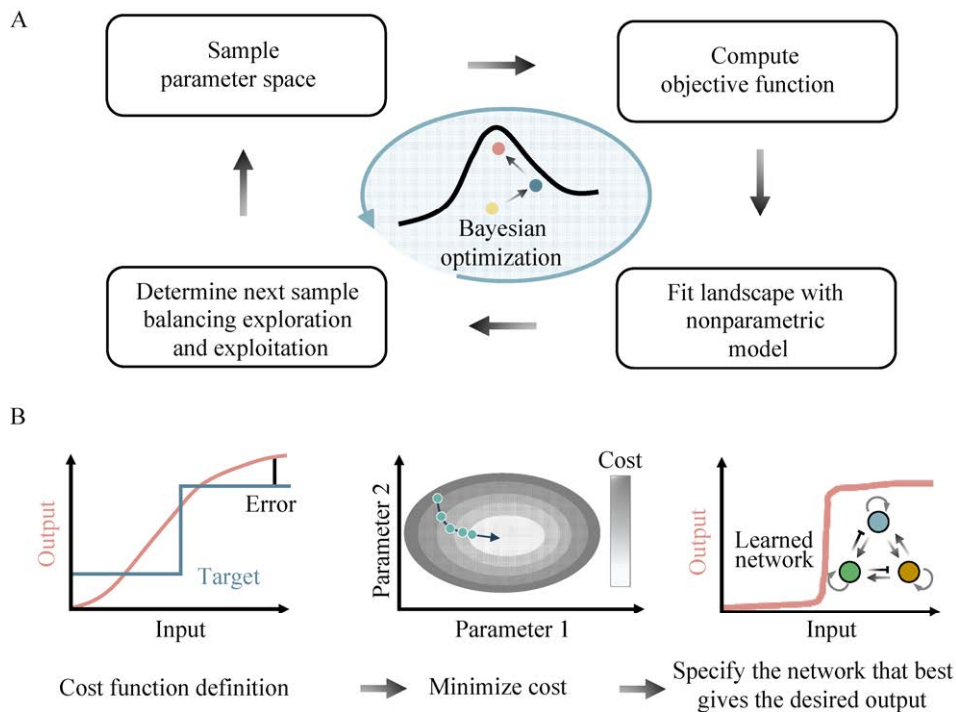 A
Sample
parameter space
Compute
objective function
Bayesian
optimization
Determine next sample
balancing exploration
and exploitation
Fit landscape with
nonparametric
model
B
Output
Error
Target
Input
Cost
Parameter 2
Parameter 1
Output
Learned
network
Input
Cost function definition
Minimize cost
Specify the network that best
gives the desired output